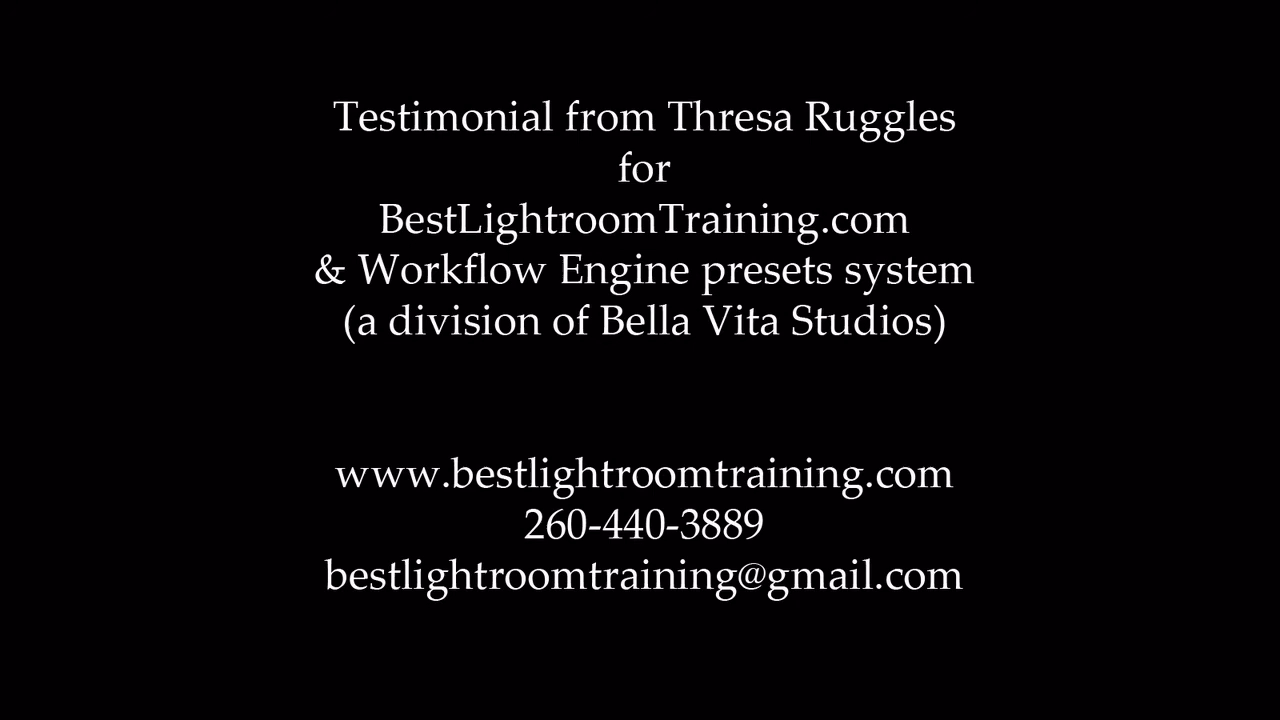 Testimonial from Thresa Ruggles
for
BestLightroomTraining.com
& Workflow Engine presets system
(a division of Bella Vita Studios)
www.bestlightroomtraining.com
260-440-3889
bestlightroomtraining@gmail.com